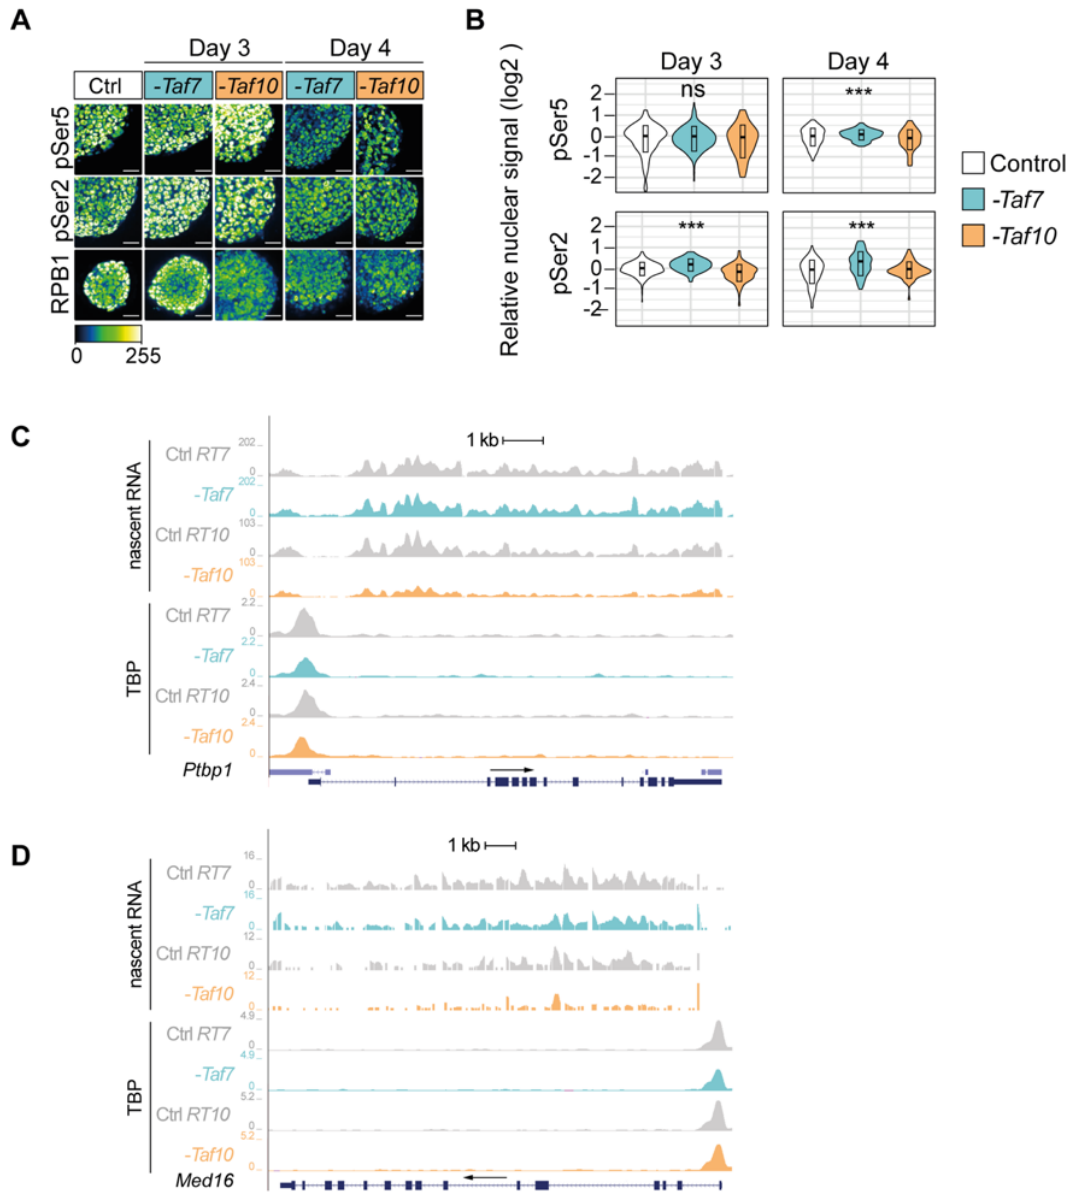 A
Day 3 Day 4
Ctrl -Taf7 -Taf10 -Taf7 -Taf10
pSer5
pSer2
RPB1
0 255
B
Relative nuclear signal (log2 )
Day 3 Day 4
pSer5
2
1
0
-1
-2
ns
***
pSer2
2
1
0
-1
-2
***
***
Control
-Taf7
-Taf10
C
1 kb
nascent RNA
Ctrl RT7 202 0
-Taf7 202 0
Ctrl RT10 103 0
-Taf10 103 0
TBP
Ctrl RT7 2.2 0
-Taf7 2.2 0
Ctrl RT10 2.4 0
-Taf10 2.4 0
Ptbp1
D
1 kb
nascent RNA
Ctrl RT7 16 0
-Taf7 16 0
Ctrl RT10 12 0
-Taf10 12 0
TBP
Ctrl RT7 4.9 0
-Taf7 4.9 0
Ctrl RT10 5.2 0
-Taf10 5.2 0
Med16